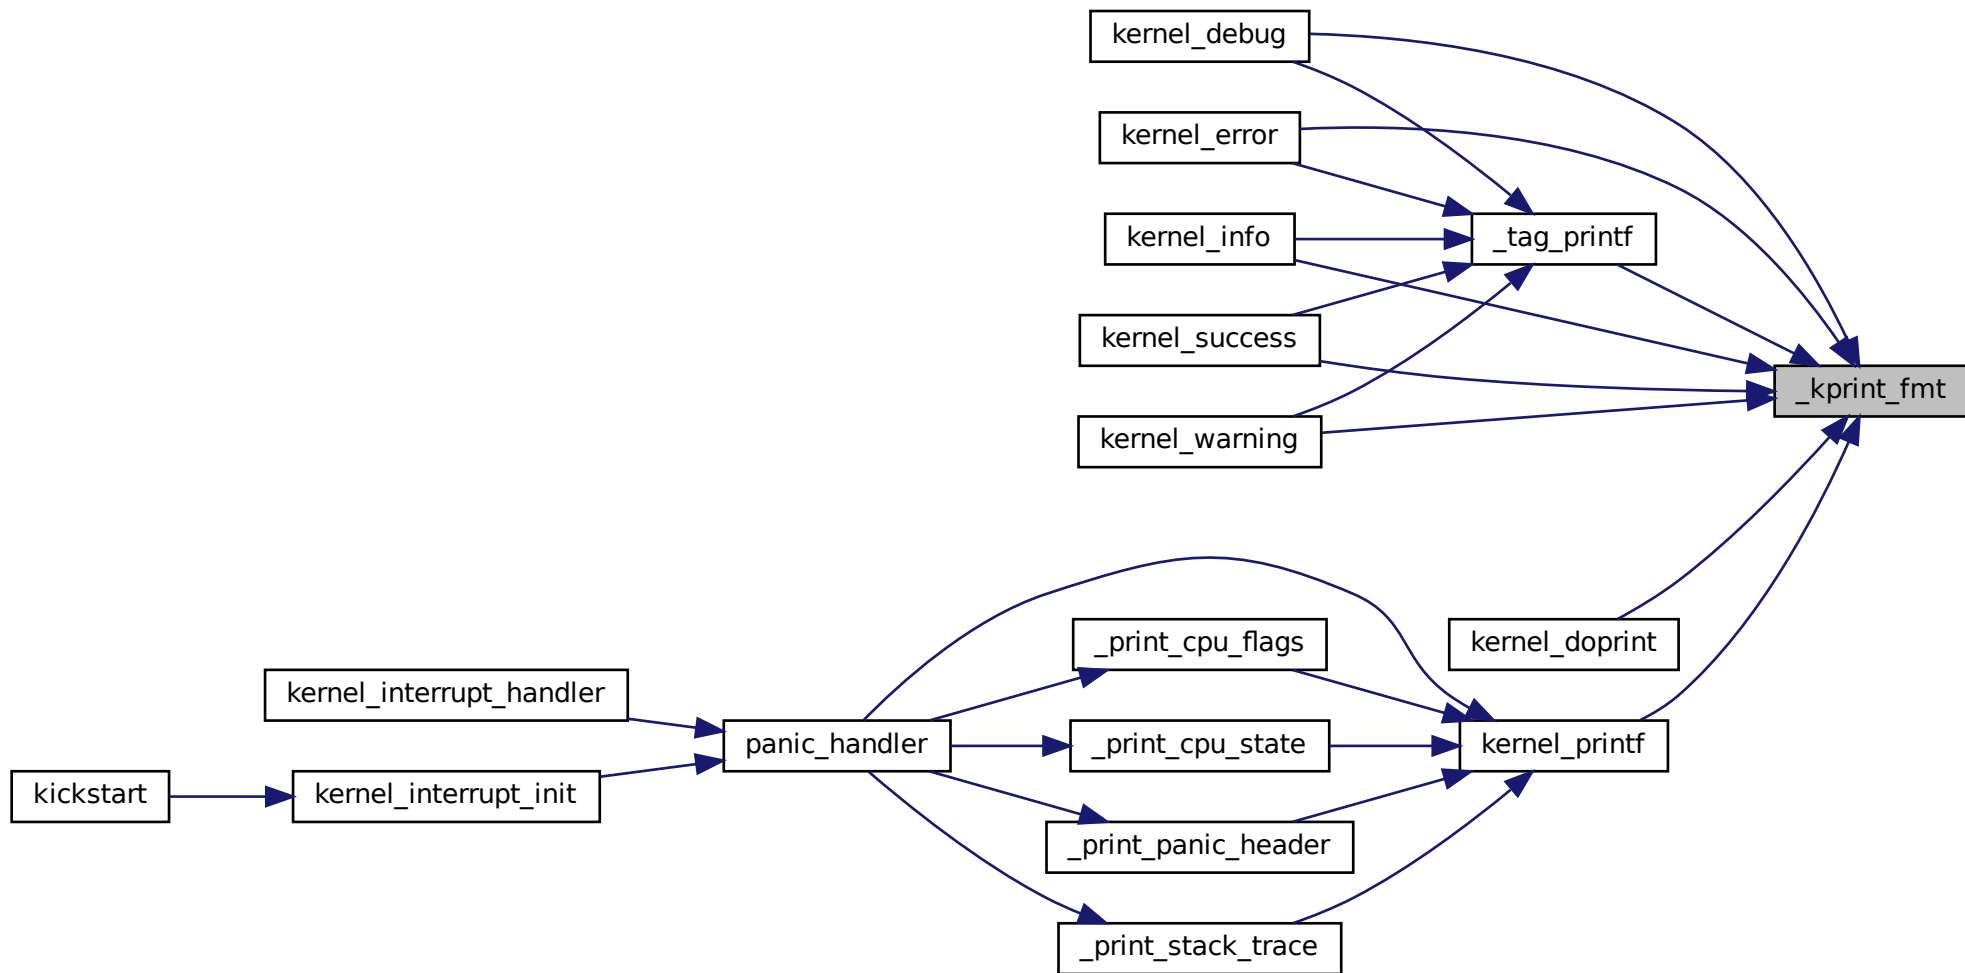 kernel_debug
kernel_error
kernel_info
_tag_printf
kernel_success
_kprint_fmt
kernel_warning
_print_cpu_flags
kernel_doprint
kernel_interrupt_handler
panic_handler
_print_cpu_state
kernel_printf
kickstart
kernel_interrupt_init
_print_panic_header
_print_stack_trace